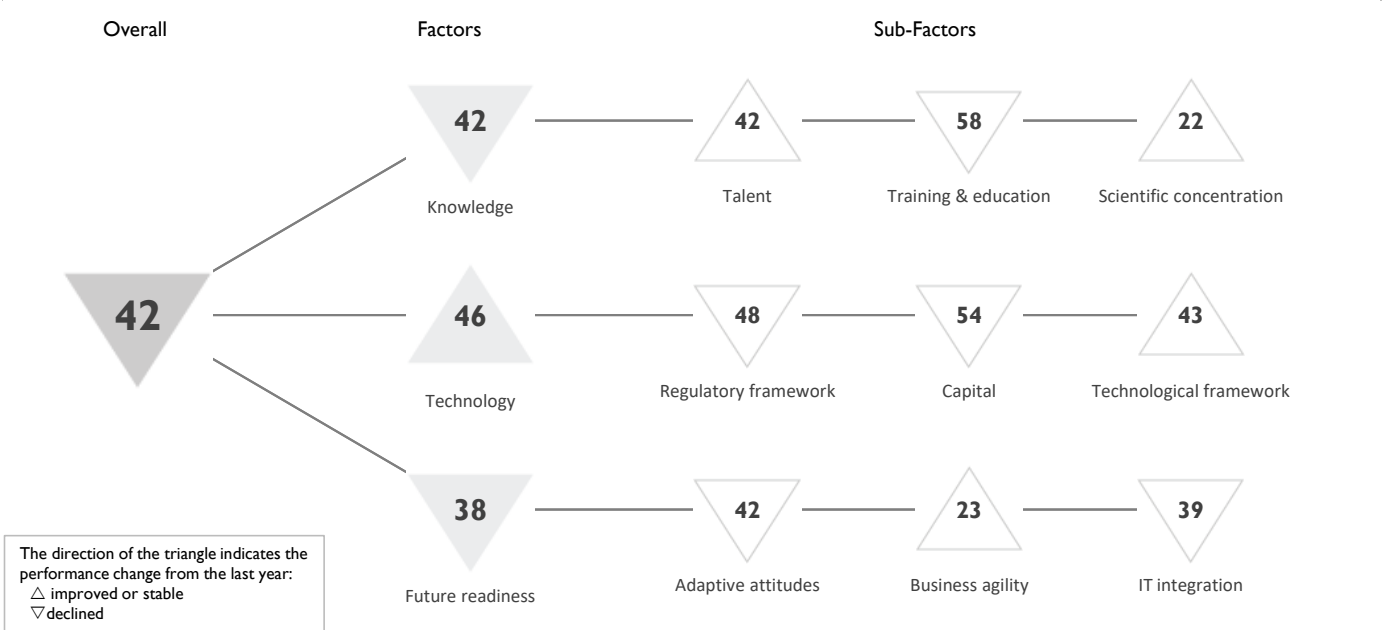 Overall Factors Sub-Factors
42 42 58 22
Knowledge Talent Training & education Scientific concentration
42
46 48 54 43
Technology Regulatory framework Capital Technological framework
38 42 23 39
Future readiness Adaptive attitudes Business agility IT integration
The direction of the triangle indicates the
performance change from the last year:
△ improved or stable
▽ declined